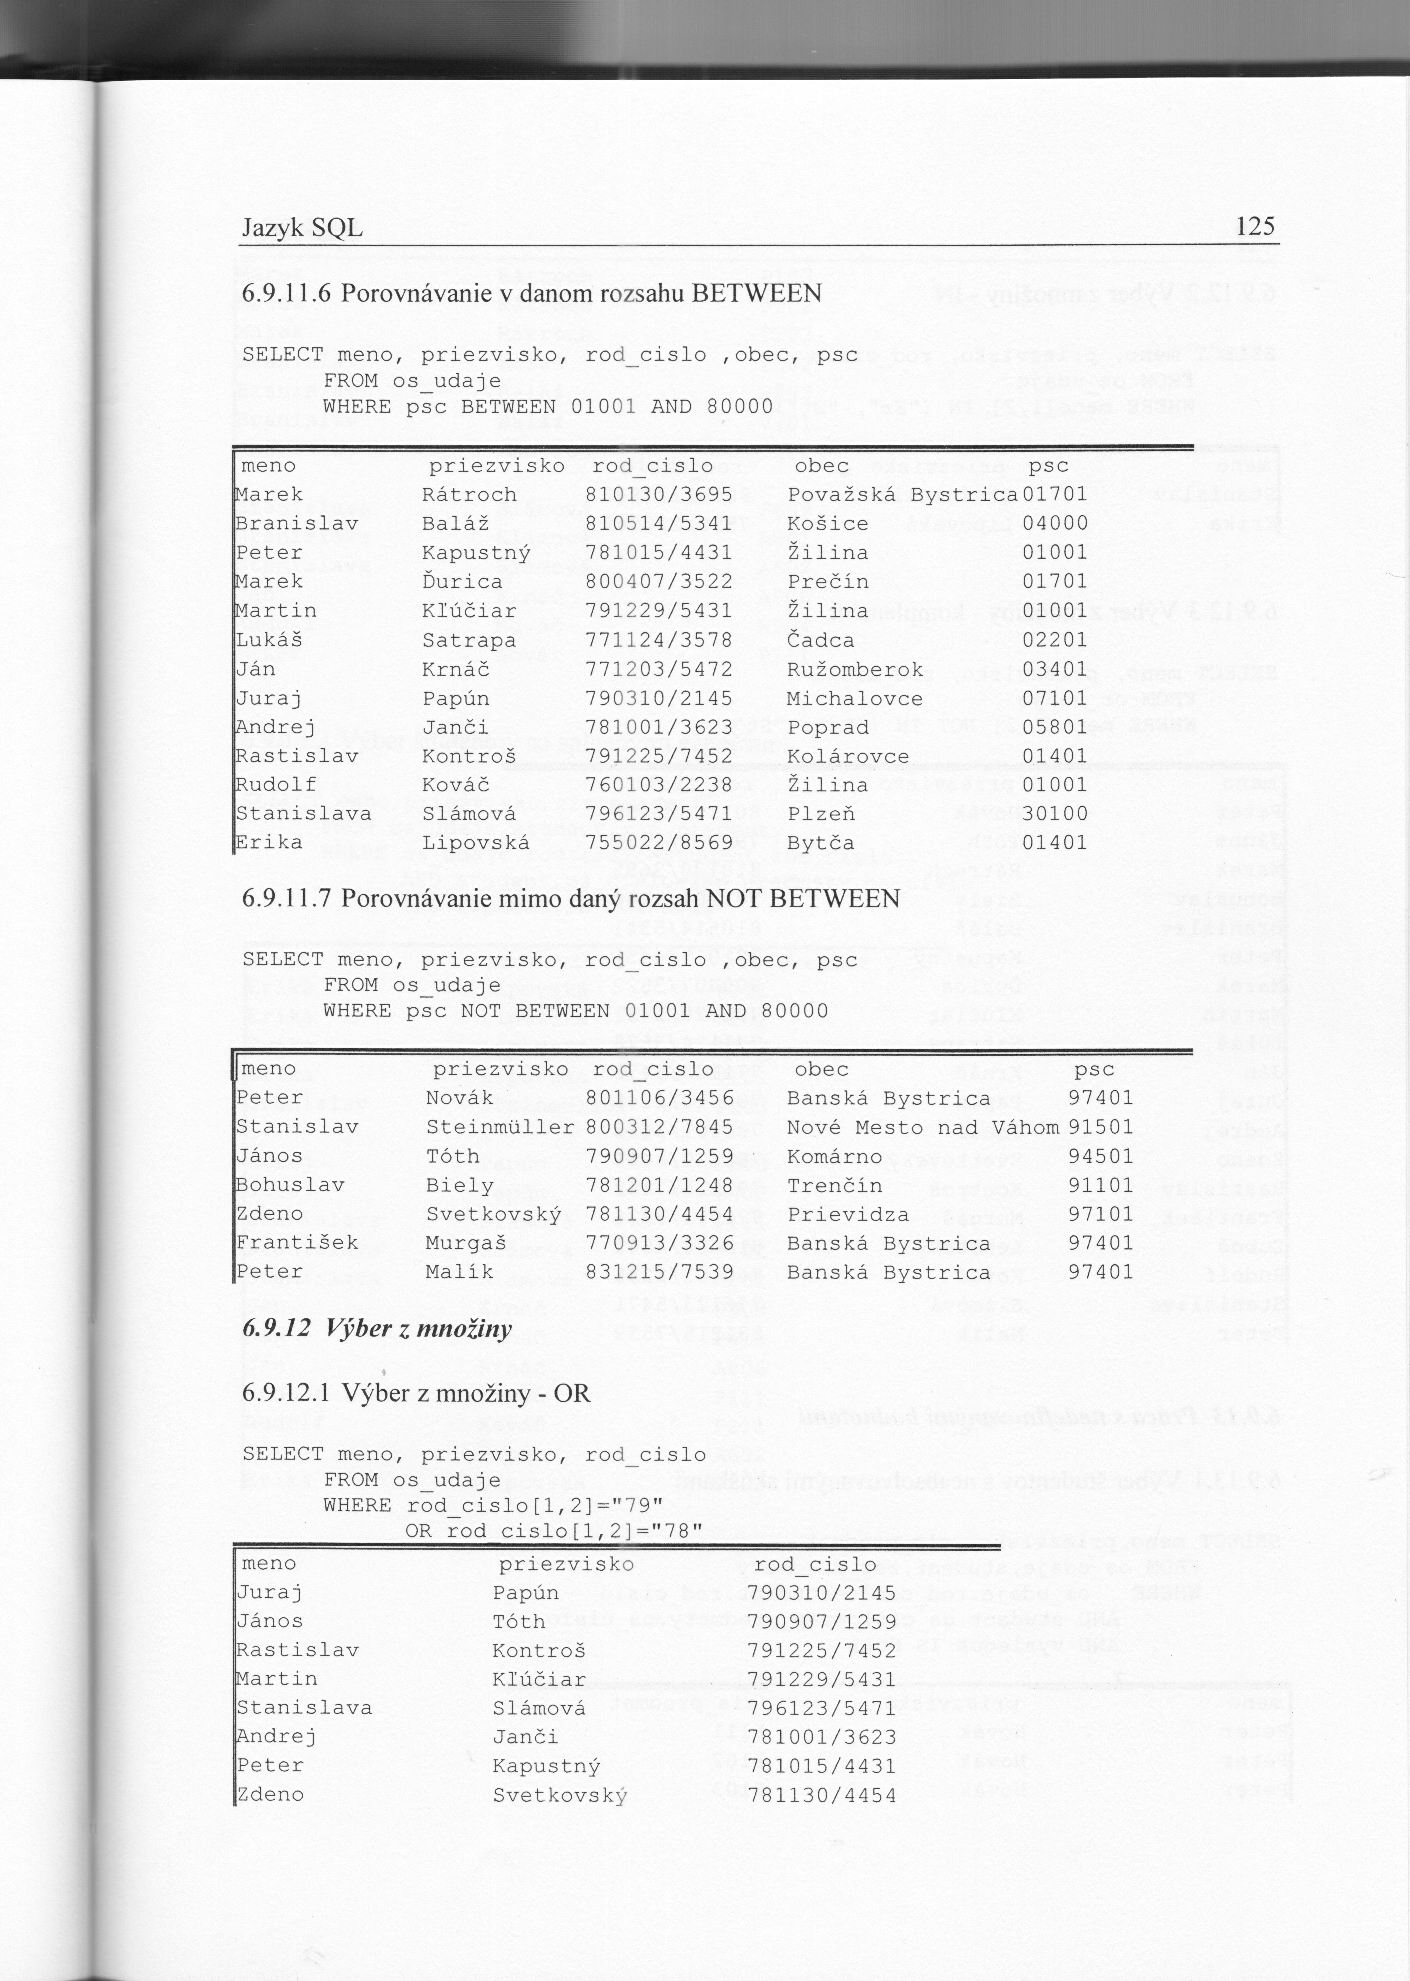 Jazyk SQL 125
6.9.11.6 Porovnávanie v danom rozsahu BETWEEN
SELECT meno, priezvisko, rod_cislo ,obec, psc
FROM os_udaje
WHERE psc BETWEEN 01001 AND 80000
meno priezvisko rod_cislo obec psc
Marek Rátroch 810130/3695 Považská Bystrica 01701
Branislav Baláž 810514/5341 Košice 04000
Peter Kapustný 781015/4431 Žilina 01001
Marek Ďurica 800407/3522 Prečín 01701
Martin Kľúčiar 791229/5431 Žilina 01001
Lukáš Satrapa 771124/3578 Čadca 02201
Ján Krnáč 771203/5472 Ružomberok 03401
Juraj Papún 790310/2145 Michalovce 07101
Andrej Janči 781001/3623 Poprad 05801
Rastislav Kontroš 791225/7452 Kolárovce 01401
Rudolf Kováč 760103/2238 Žilina 01001
Stanislava Slámová 796123/5471 Plzeň 30100
Erika Lipovská 755022/8569 Bytča 01401
6.9.11.7 Porovnávanie mimo daný rozsah NOT BETWEEN
SELECT meno, priezvisko, rod_cislo ,obec, psc
FROM os_udaje
WHERE psc NOT BETWEEN 01001 AND 80000
meno priezvisko rod_cislo obec psc
Peter Novák 801106/3456 Banská Bystrica 97401
Stanislav Steinmüller 800312/7845 Nové Mesto nad Váhom 91501
János Tóth 790907/1259 Komárno 94501
Bohuslav Biely 781201/1248 Trenčín 91101
Zdeno Svetkovský 781130/4454 Prievidza 97101
František Murgaš 770913/3326 Banská Bystrica 97401
Peter Malík 831215/7539 Banská Bystrica 97401
6.9.12 Výber z množiny
6.9.12.1 Výber z množiny - OR
SELECT meno, priezvisko, rod_cislo
FROM os_udaje
WHERE rod_cislo[1,2]="79"
OR rod_cislo[1,2]="78"
meno priezvisko rod_cislo
Juraj Papún 790310/2145
János Tóth 790907/1259
Rastislav Kontroš 791225/7452
Martin Kľúčiar 791229/5431
Stanislava Slámová 796123/5471
Andrej Janči 781001/3623
Peter Kapustný 781015/4431
Zdeno Svetkovský 781130/4454